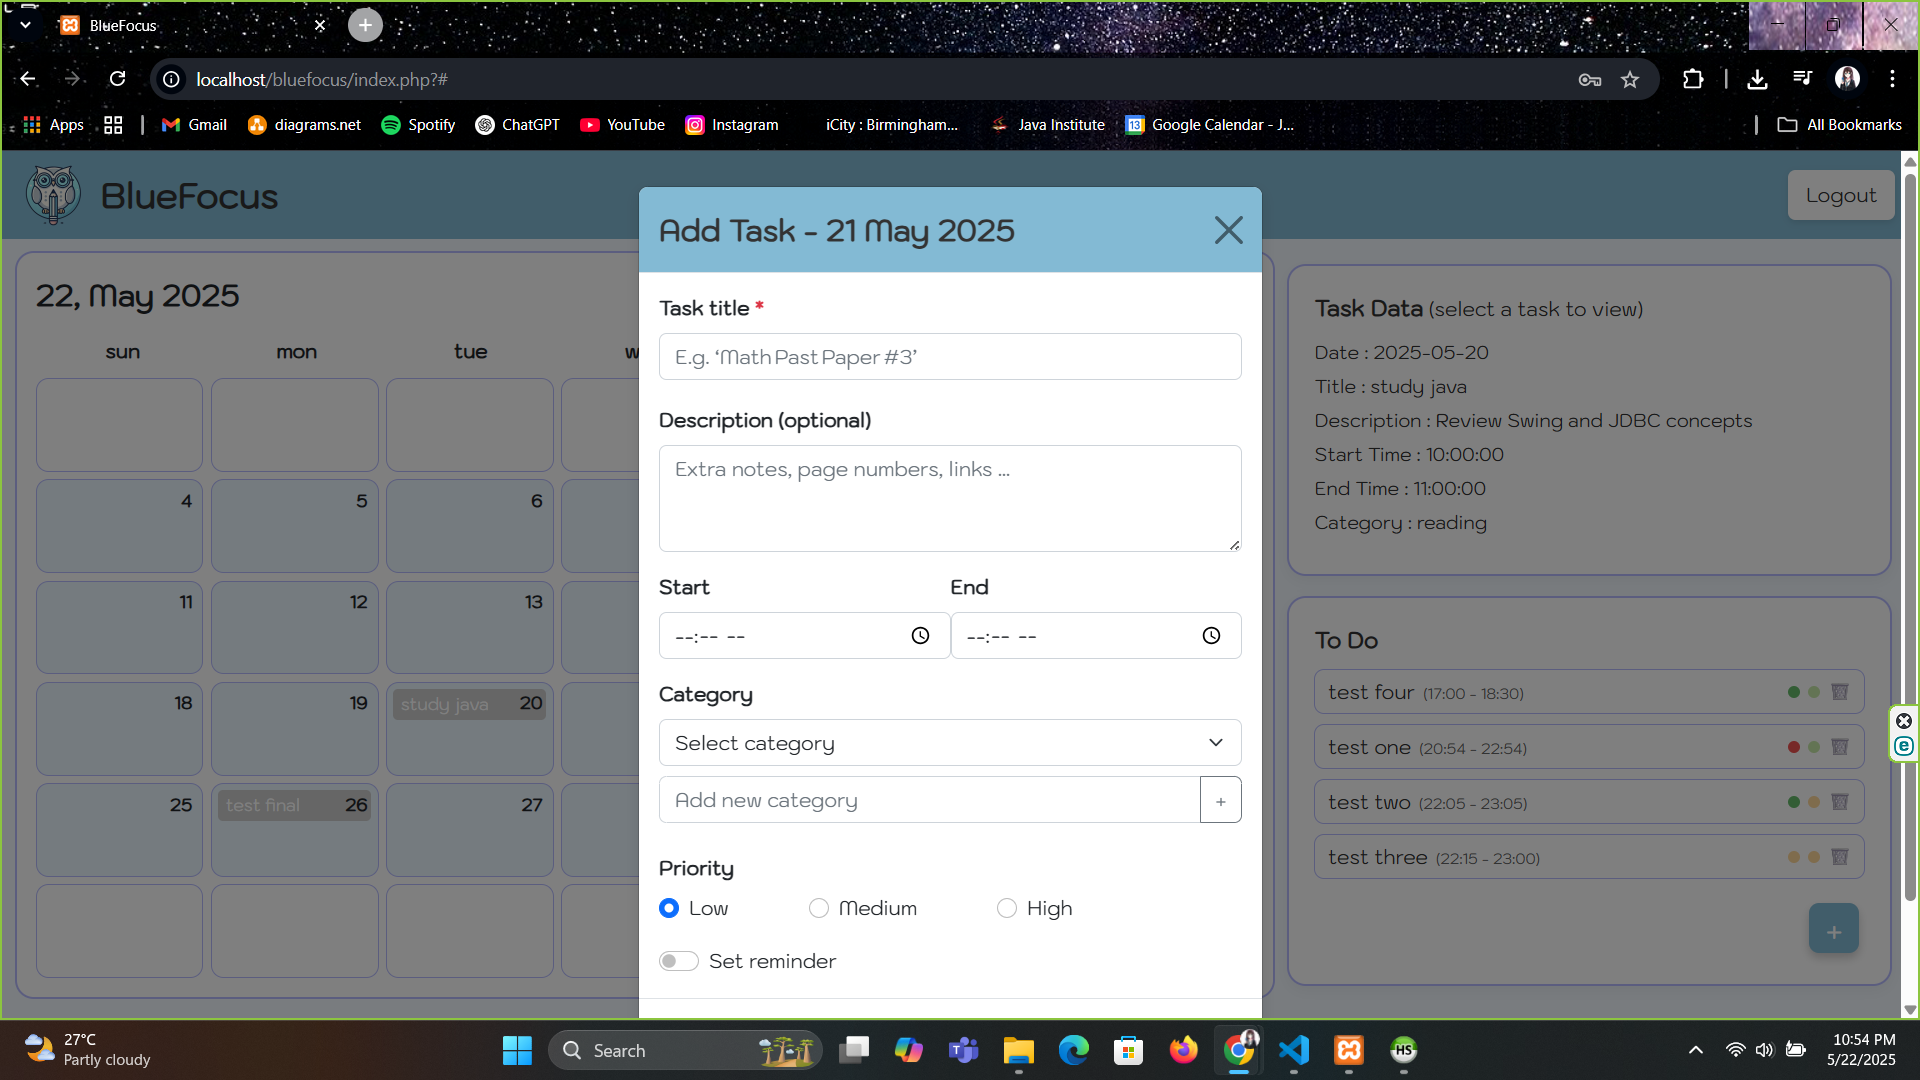 BlueFocus
localhost/bluefocus/index.php?#
Apps
Gmail
diagrams.net
Spotify
ChatGPT
YouTube
Instagram
iCity : Birmingham...
Java Institute
13
Google Calendar - J...
All Bookmarks
BlueFocus
Logout
22, May 2025
sun mon tue w
4 5 6
11 12 13
18 19 study java 20
25 test final 26 27
Add Task - 21 May 2025
Task title *
E.g. ‘Math Past Paper #3’
Description (optional)
Extra notes, page numbers, links ...
Start End
--:-- -- --:-- --
Category
Select category
Add new category +
Priority
Low Medium High
Set reminder
Task Data (select a task to view)
Date : 2025-05-20
Title : study java
Description : Review Swing and JDBC concepts
Start Time : 10:00:00
End Time : 11:00:00
Category : reading
To Do
test four (17:00 - 18:30)
test one (20:54 - 22:54)
test two (22:05 - 23:05)
test three (22:15 - 23:00)
+
27°C
Partly cloudy
Search
HS
10:54 PM
5/22/2025